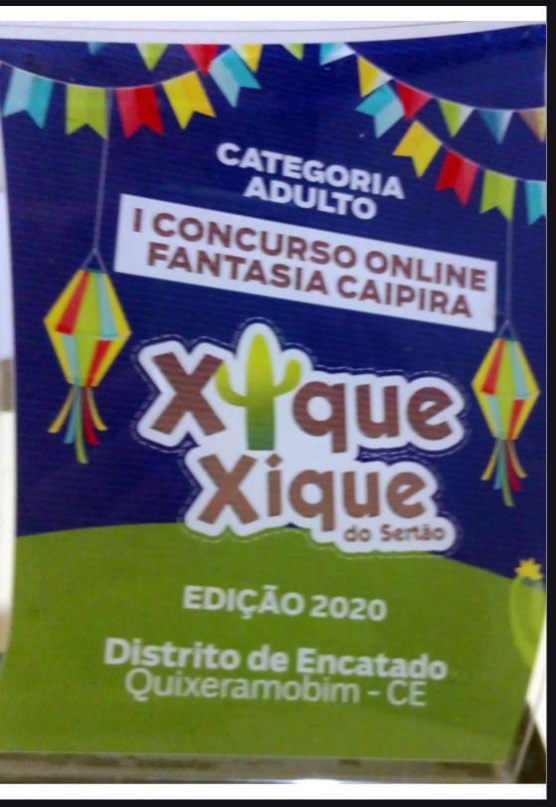 CATEGORIA
ADULTO
I CONCURSO ONLINE
FANTASIA CAIPIRA
Xique
Xique
do Sertão
EDIÇÃO 2020
Distrito de Encatado
Quixeramobim - CE